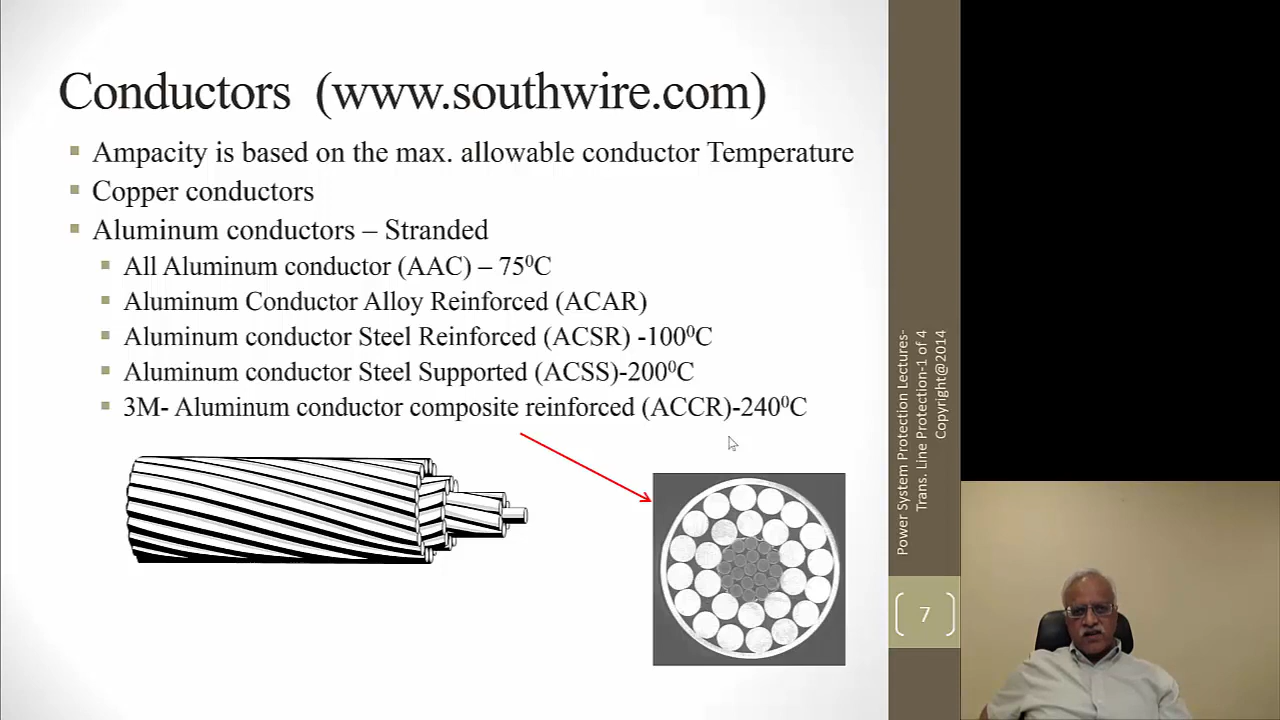 Conductors (www.southwire.com)
Ampacity is based on the max. allowable conductor Temperature
Copper conductors
Aluminum conductors – Stranded
All Aluminum conductor (AAC) – 75⁰C
Aluminum Conductor Alloy Reinforced (ACAR)
Aluminum conductor Steel Reinforced (ACSR) -100⁰C
Aluminum conductor Steel Supported (ACSS)-200⁰C
3M- Aluminum conductor composite reinforced (ACCR)-240⁰C
Power System Protection Lectures-
Trans. Line Protection-1 of 4
Copyright@2014
7